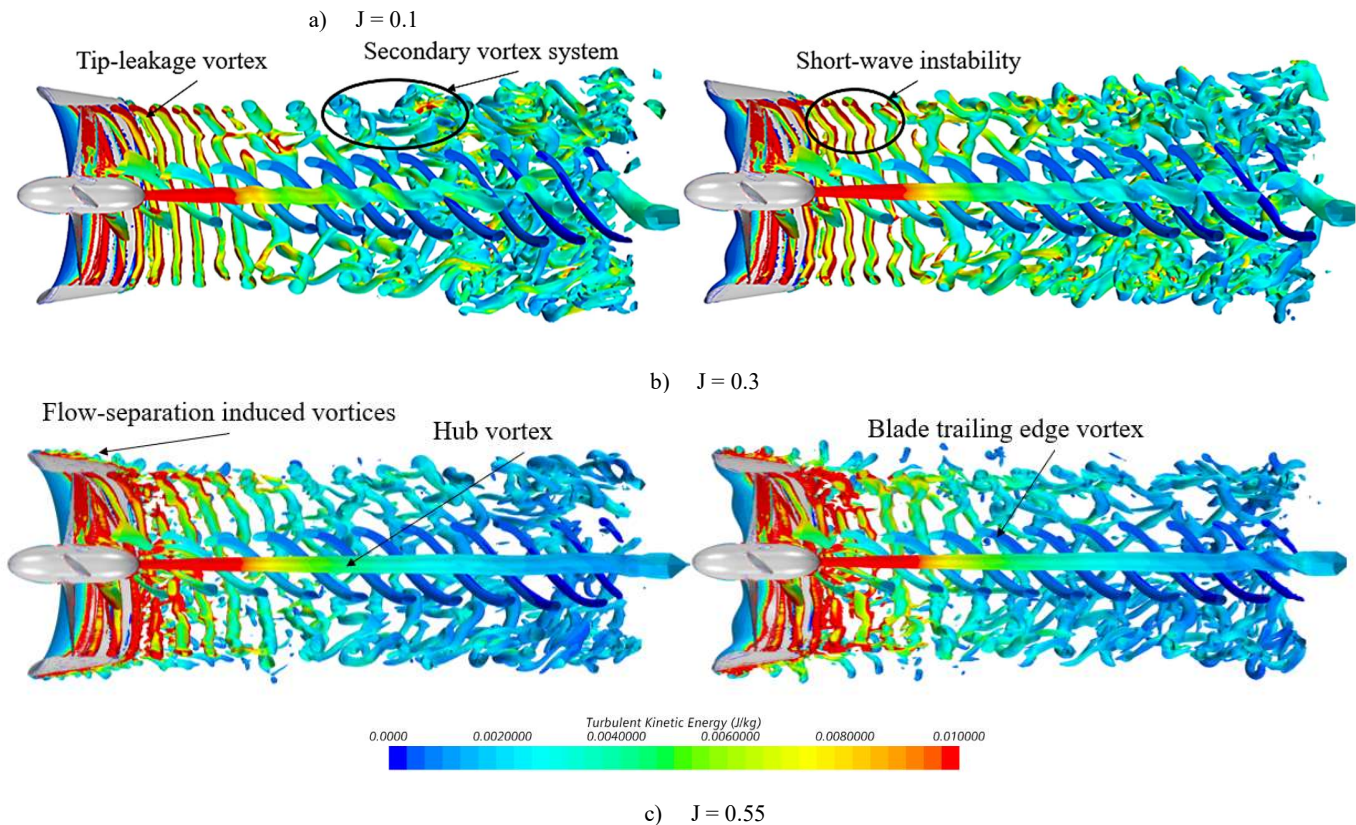 a) J = 0.1
Tip-leakage vortex
Secondary vortex system
Short-wave instability
b) J = 0.3
Flow-separation induced vortices
Hub vortex
Blade trailing edge vortex
Turbulent Kinetic Energy (J/kg)
0.0000 0.0020000 0.0040000 0.0060000 0.0080000 0.010000
c) J = 0.55